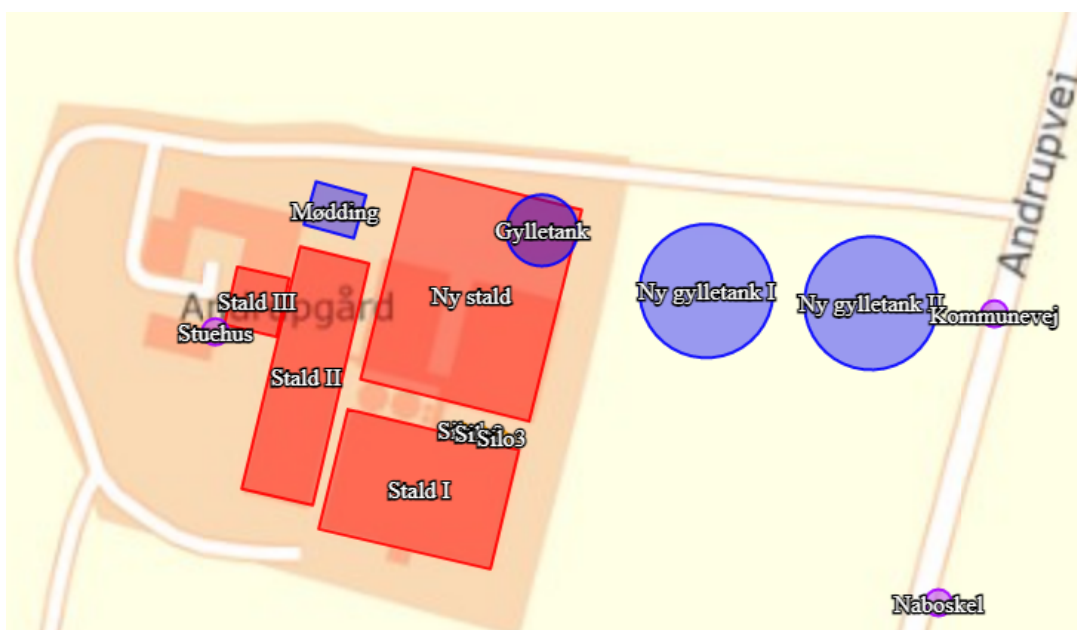 Andrupvej
Mødding
Gylletank
Ny stald
Ny gylletank I
Ny gylletank II
Kommunevej
Stald III
Andrupgård
Stuehus
Stald II
Silo3
Stald I
Naboskel